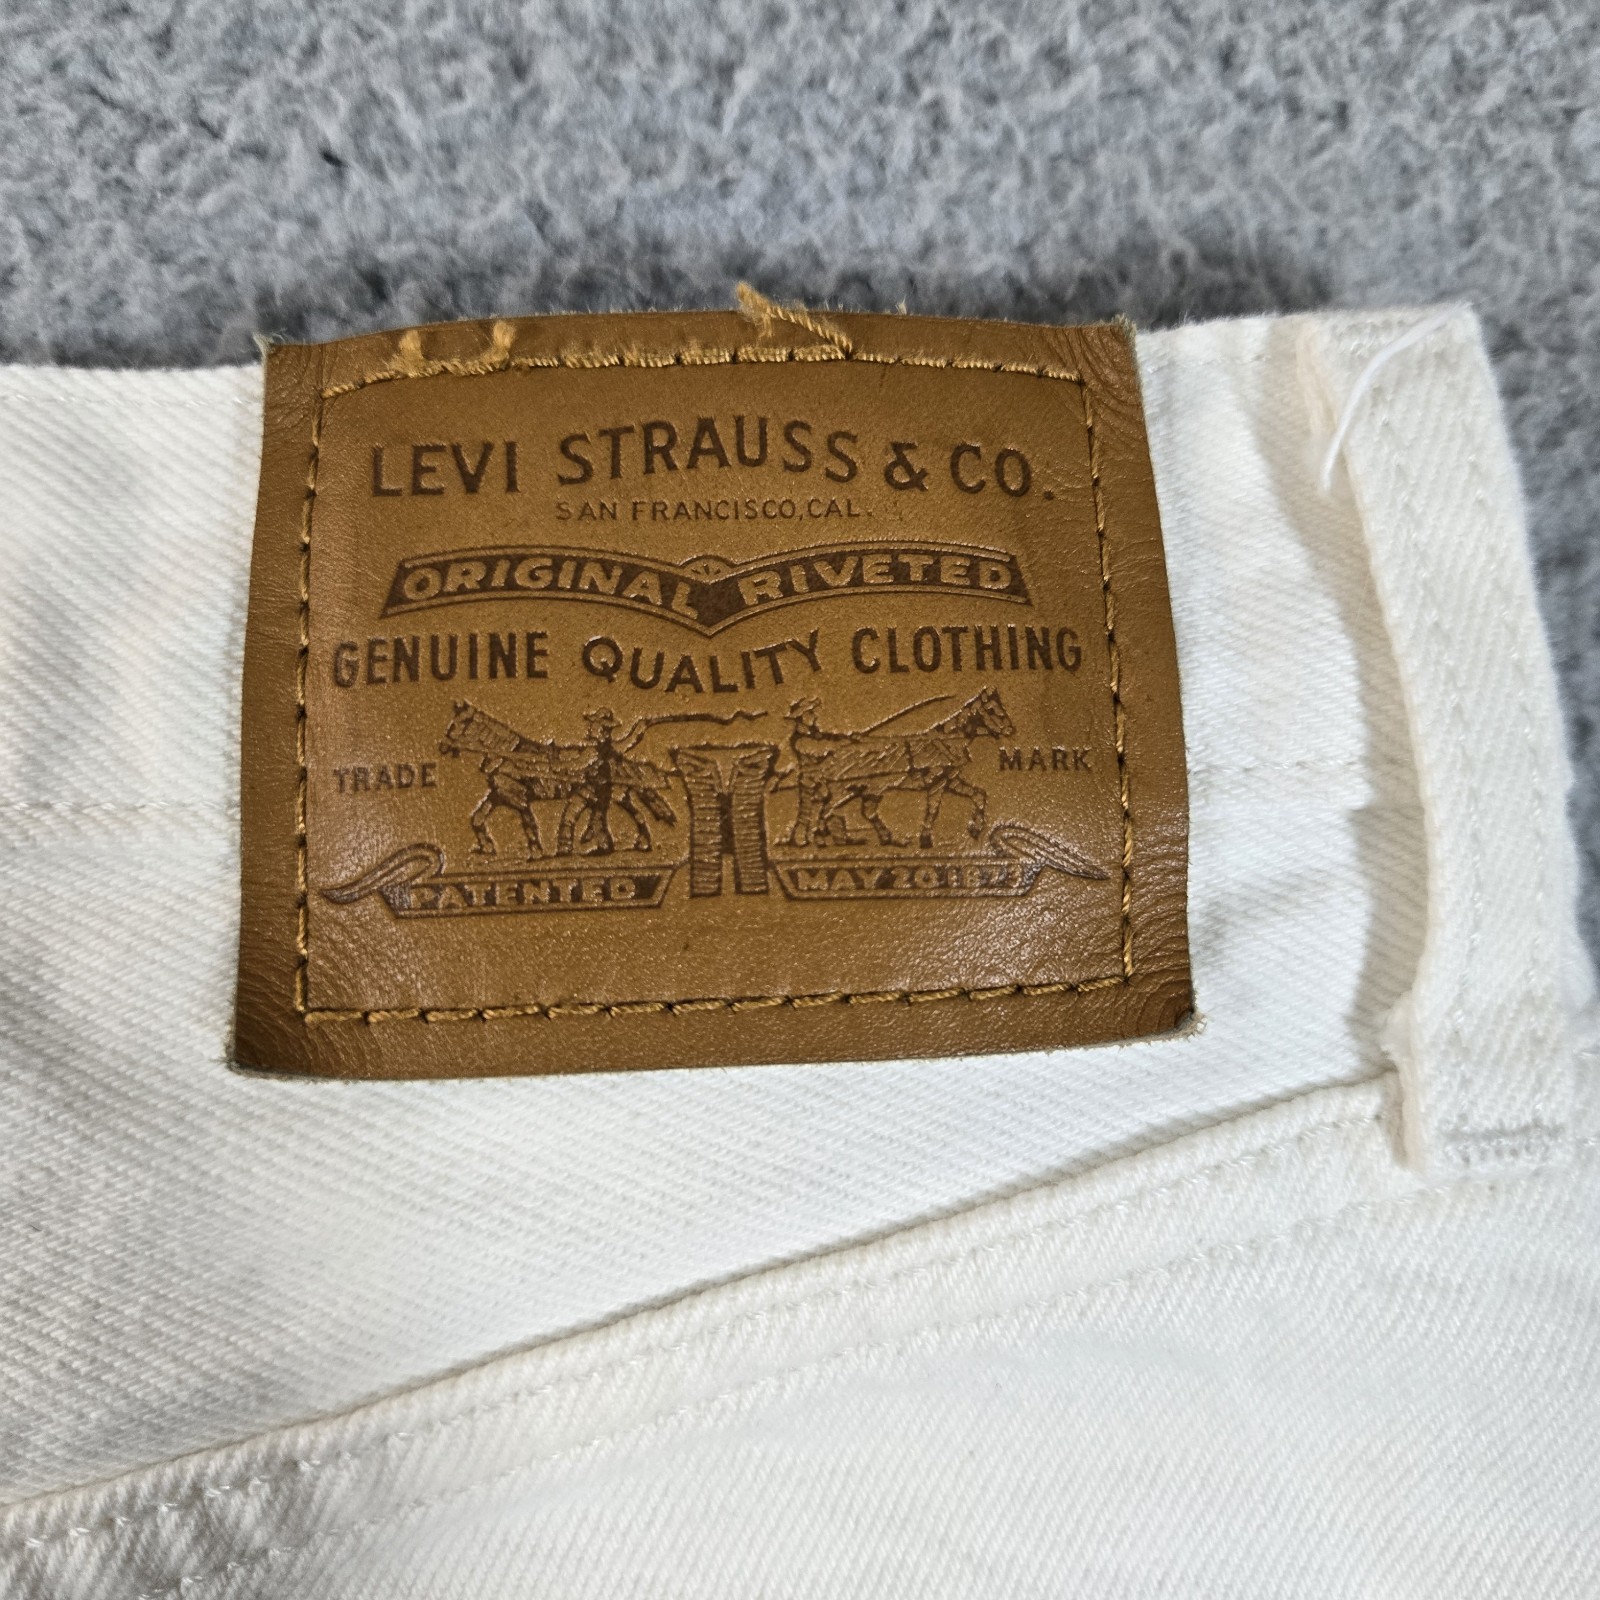 LEVI STRAUSS & CO.
SAN FRANCISCO, CAL.
ORIGINAL RIVETED
GENUINE QUALITY CLOTHING
TRADE MARK
PATENTED MAY 20 1873